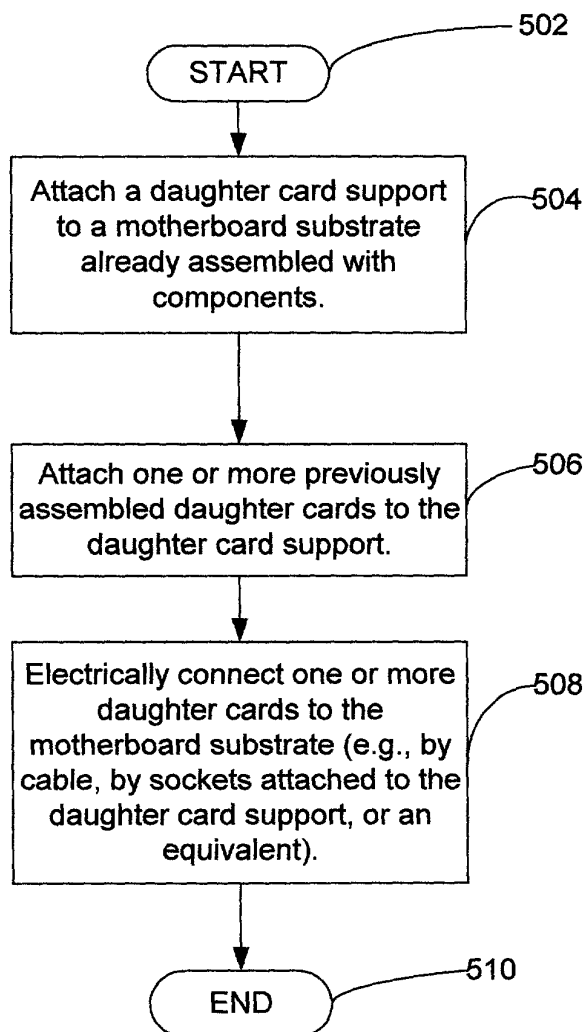 502
START
Attach a daughter card support
to a motherboard substrate
already assembled with
components.
504
Attach one or more previously
assembled daughter cards to the
daughter card support.
506
Electrically connect one or more
daughter cards to the
motherboard substrate (e.g., by
cable, by sockets attached to the
daughter card support, or an
equivalent).
508
END
510